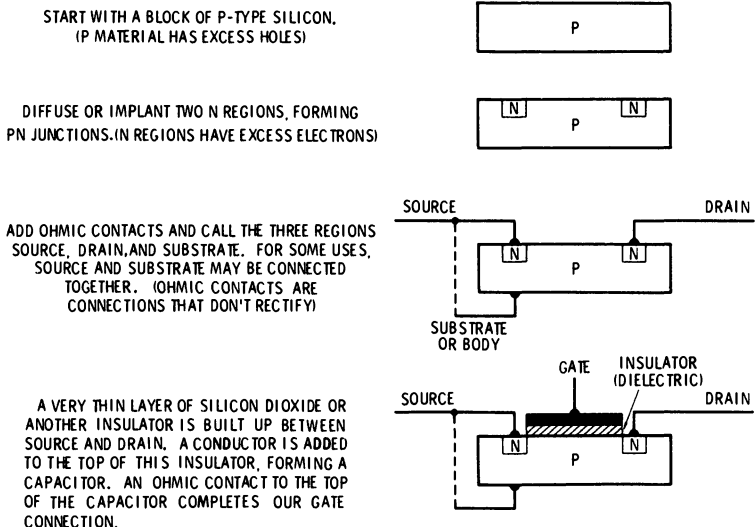 START WITH A BLOCK OF P-TYPE SILICON.
(P MATERIAL HAS EXCESS HOLES)
P
DIFFUSE OR IMPLANT TWO N REGIONS, FORMING
PN JUNCTIONS.(N REGIONS HAVE EXCESS ELECTRONS)
N
N
P
ADD OHMIC CONTACTS AND CALL THE THREE REGIONS
SOURCE, DRAIN,AND SUBSTRATE. FOR SOME USES,
SOURCE AND SUBSTRATE MAY BE CONNECTED
TOGETHER. (OHMIC CONTACTS ARE
CONNECTIONS THAT DON'T RECTIFY)
SOURCE
DRAIN
N
P
N
SUBSTRATE
OR BODY
A VERY THIN LAYER OF SILICON DIOXIDE OR
ANOTHER INSULATOR IS BUILT UP BETWEEN
SOURCE AND DRAIN. A CONDUCTOR IS ADDED
TO THE TOP OF THIS INSULATOR, FORMING A
CAPACITOR. AN OHMIC CONTACT TO THE TOP
OF THE CAPACITOR COMPLETES OUR GATE
CONNECTION.
GATE
INSULATOR
(DIELECTRIC)
SOURCE
DRAIN
N
P
N